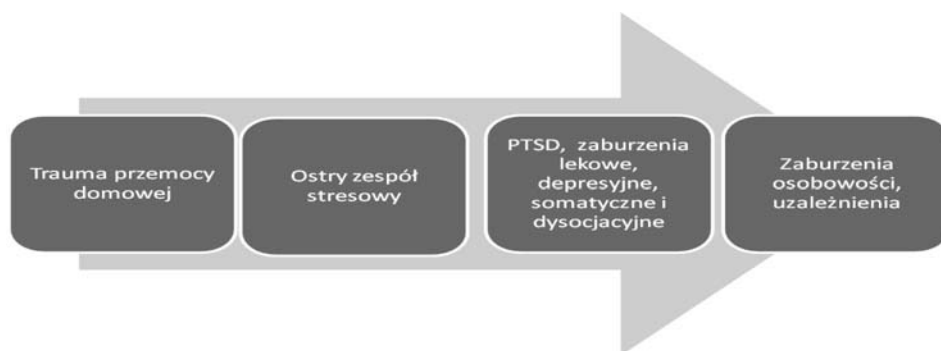 Trauma przemocy
domowej
Ostry zespół
stresowy
PTSD, zaburzenia
lekowe,
depresyjne,
somatyczne i
dysocjacyjne
Zaburzenia
osobowości,
uzależnienia